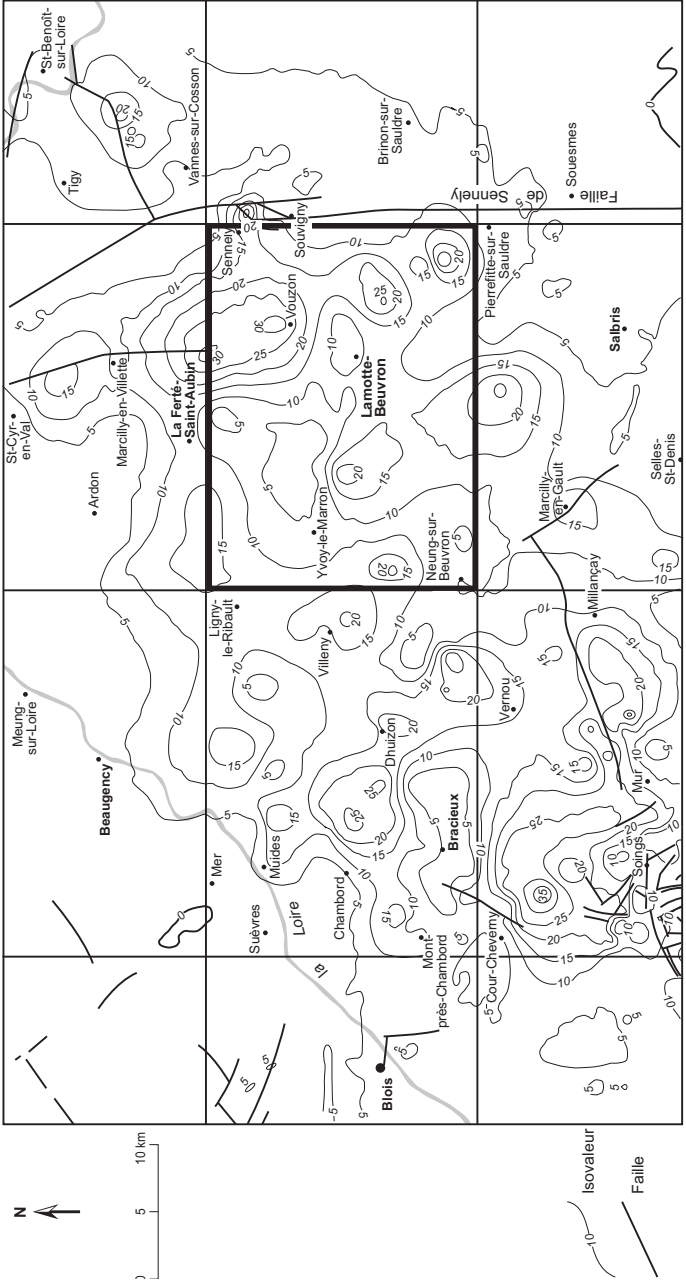 St-Benoît-
sur-Loire
Tigy
Vannes-sur-Cosson
Brinon-sur-
Sauldre
Souesmes
Faille
de
Sennely
St-Cyr-
en-Val
Marcilly-en-Villette
La Ferté-
Saint-Aubin
Ardon
Sennely
Souvigny
Vouzon
Lamotte-
Beuvron
Yvoy-le-Marron
Neung-sur-
Beuvron
Pierrefitte-sur-
Sauldre
Salbris
Selles-
St-Denis
Marcilly-
en-Gault
Millançay
Meung-
sur-Loire
Beaugency
Ligny-
le-Ribault
Villeny
Dhuizon
Vernou
Mur
Mer
Muides
Suèvres
Loire
la
Chambord
Bracieux
Mont-
près-Chambord
Cour-Cheverny
Soings
Blois
N
0
5
10 km
10
Isovaleur
Faille